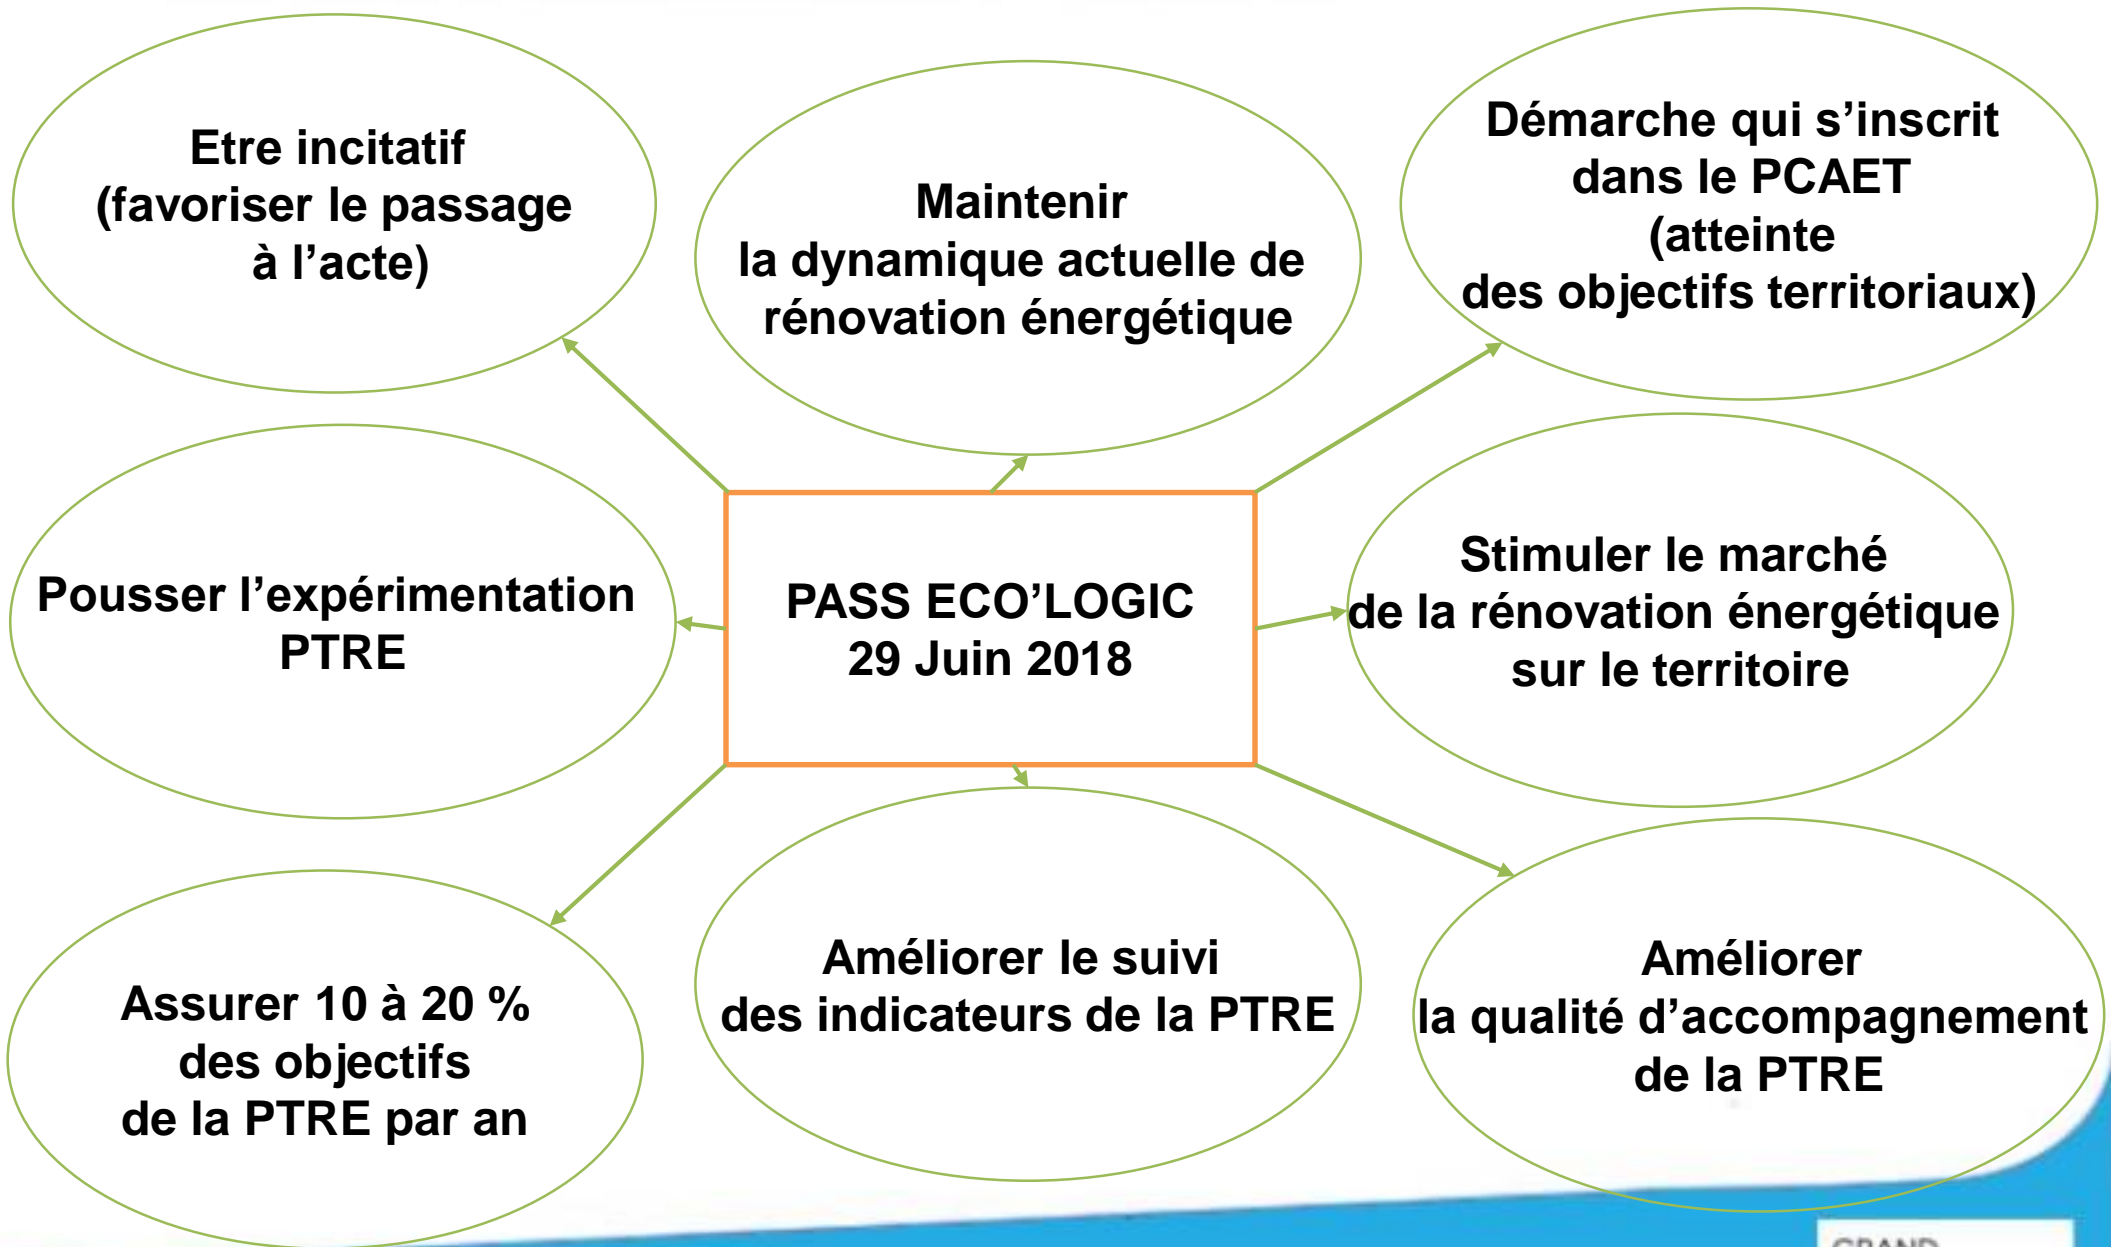 Etre incitatif
(favoriser le passage
à l’acte)
Maintenir
la dynamique actuelle de
rénovation énergétique
Démarche qui s’inscrit
dans le PCAET
(atteinte
des objectifs territoriaux)
Pousser l’expérimentation
PTRE
PASS ECO’LOGIC
29 Juin 2018
Stimuler le marché
de la rénovation énergétique
sur le territoire
Assurer 10 à 20 %
des objectifs
de la PTRE par an
Améliorer le suivi
des indicateurs de la PTRE
Améliorer
la qualité d’accompagnement
de la PTRE
GRAND